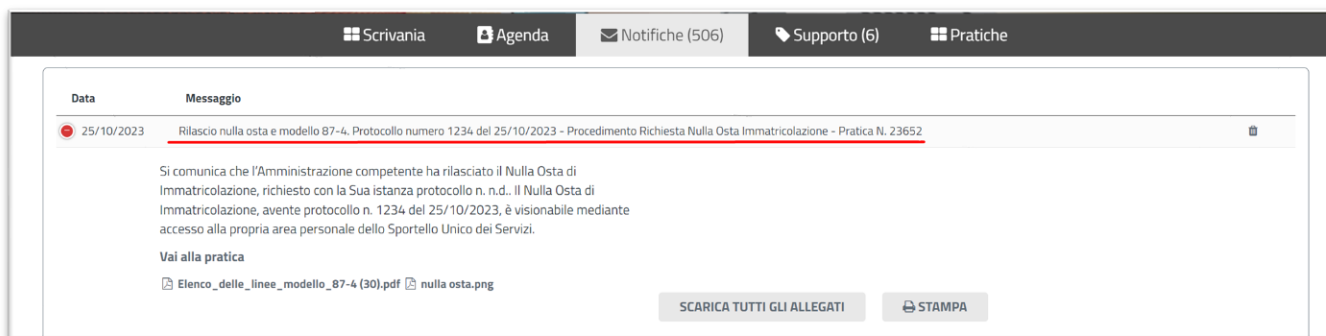 Scrivania Agenda Notifiche (506) Supporto (6) Pratiche
Data Messaggio
25/10/2023 Rilascio nulla osta e modello 87-4. Protocollo numero 1234 del 25/10/2023 - Procedimento Richiesta Nulla Osta Immatricolazione - Pratica N. 23652
Si comunica che l'Amministrazione competente ha rilasciato il Nulla Osta di
Immatricolazione, richiesto con la Sua istanza protocollo n. n.d.. Il Nulla Osta di
Immatricolazione, avente protocollo n. 1234 del 25/10/2023, è visionabile mediante
accesso alla propria area personale dello Sportello Unico dei Servizi.
Vai alla pratica
Elenco_delle_linee_modello_87-4 (30).pdf nulla osta.png
SCARICA TUTTI GLI ALLEGATI STAMPA